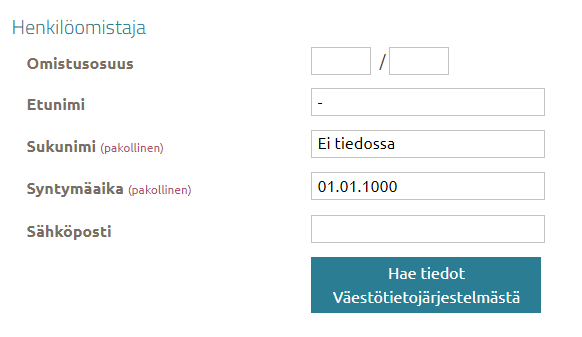 Henkilöomistaja
Omistusosuus /
Etunimi -
Sukunimi (pakollinen) Ei tiedossa
Syntymäaika (pakollinen) 01.01.1000
Sähköposti
Hae tiedot
Väestötietojärjestelmästä